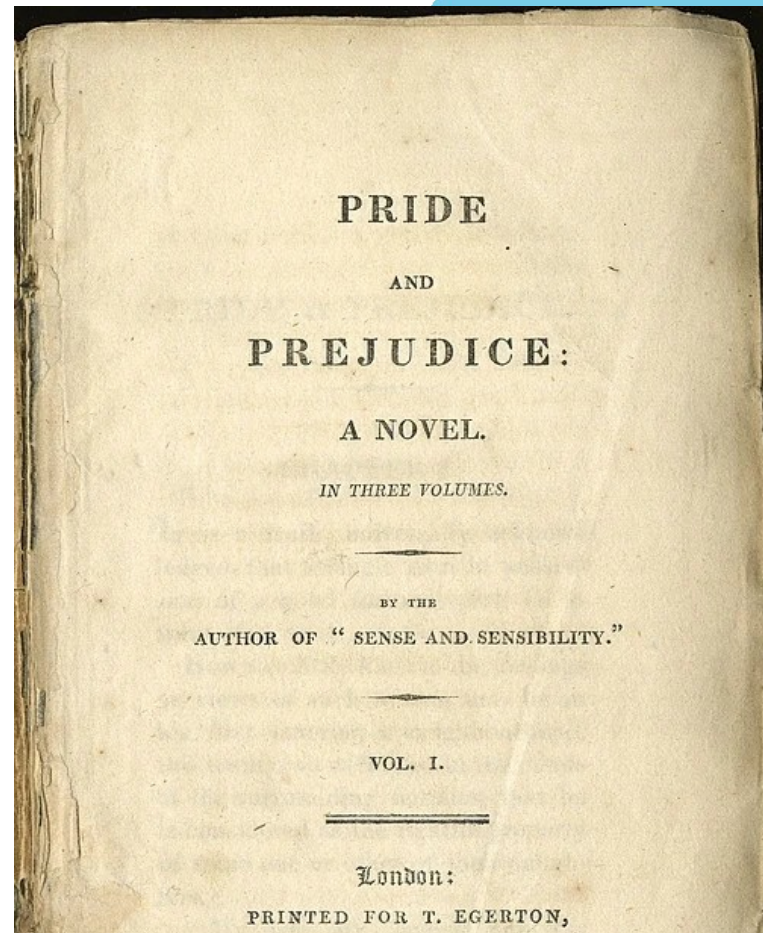 PRIDE
AND
PREJUDICE:
A NOVEL.
IN THREE VOLUMES.
BY THE
AUTHOR OF “ SENSE AND SENSIBILITY.”
VOL. I.
London:
PRINTED FOR T. EGERTON,